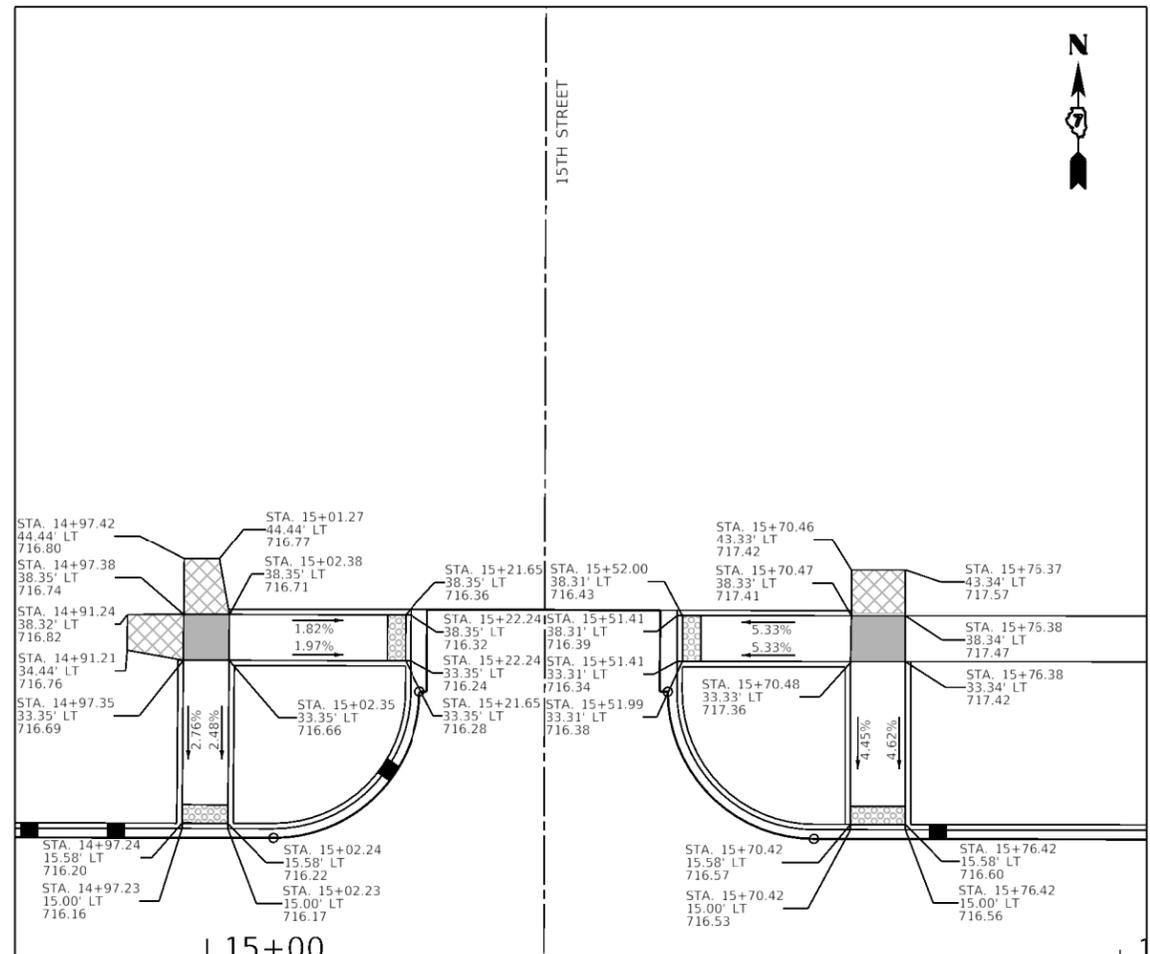 N
7
15TH STREET
STA. 14+97.42
44.44' LT
716.80
STA. 15+01.27
44.44' LT
716.77
STA. 14+97.38
38.35' LT
716.74
STA. 15+02.38
38.35' LT
716.71
STA. 14+91.24
38.32' LT
716.82
STA. 14+91.21
34.44' LT
716.76
STA. 14+97.35
33.35' LT
716.69
STA. 15+02.35
33.35' LT
716.66
1.82%
1.97%
2.76%
2.48%
STA. 15+21.65
38.35' LT
716.36
STA. 15+22.24
38.35' LT
716.32
STA. 15+22.24
33.35' LT
716.24
STA. 15+21.65
33.35' LT
716.28
STA. 15+52.00
38.31' LT
716.43
STA. 15+51.41
38.31' LT
716.39
STA. 15+51.41
33.31' LT
716.34
STA. 15+51.99
33.31' LT
716.38
STA. 15+70.46
43.33' LT
717.42
STA. 15+70.47
38.33' LT
717.41
5.33%
5.33%
STA. 15+70.48
33.33' LT
717.36
STA. 15+76.37
43.34' LT
717.57
STA. 15+76.38
38.34' LT
717.47
STA. 15+76.38
33.34' LT
717.42
4.45%
4.62%
STA. 14+97.24
15.58' LT
716.20
STA. 14+97.23
15.00' LT
716.16
STA. 15+02.24
15.58' LT
716.22
STA. 15+02.23
15.00' LT
716.17
STA. 15+70.42
15.58' LT
716.57
STA. 15+70.42
15.00' LT
716.53
STA. 15+76.42
15.58' LT
716.60
STA. 15+76.42
15.00' LT
716.56
15+00